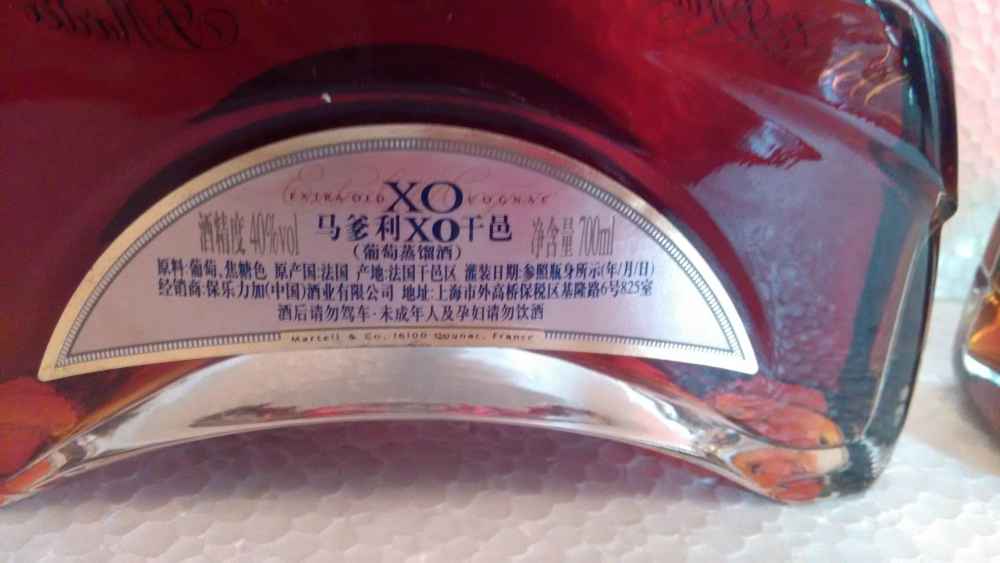 XO
EXTRA OLD COGNAC
酒精度 40%vol 马爹利XO干邑 净含量 700ml
(葡萄蒸馏酒)
原料:葡萄、焦糖色 原产国:法国 产地:法国干邑区 灌装日期:参照瓶身所示(年/月/日)
经销商:保乐力加(中国)酒业有限公司 地址:上海市外高桥保税区基隆路6号825室
酒后请勿驾车·未成年人及孕妇请勿饮酒
Martell & Co, 16100 Cognac, France